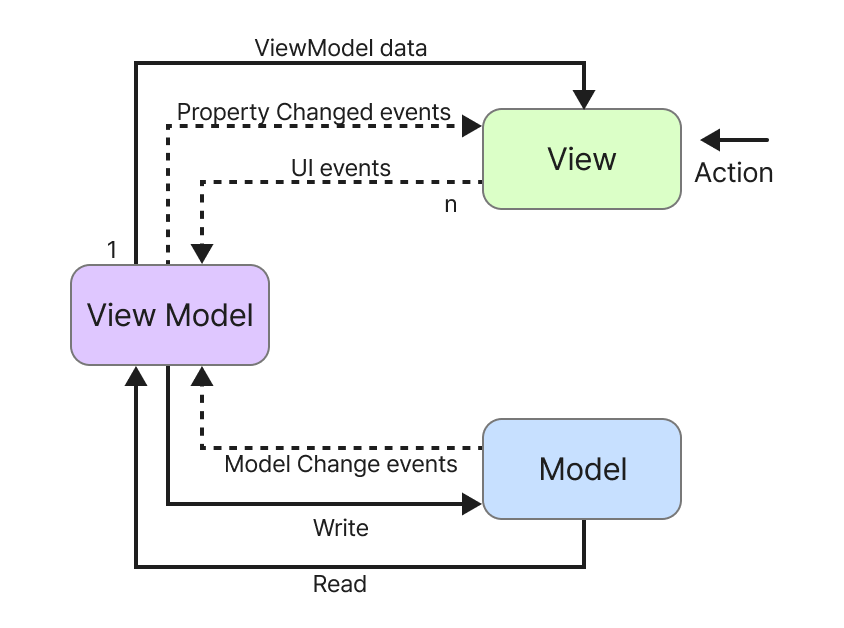 ViewModel data
Property Changed events
View
Action
UI events
n
1
View Model
Model Change events
Model
Write
Read